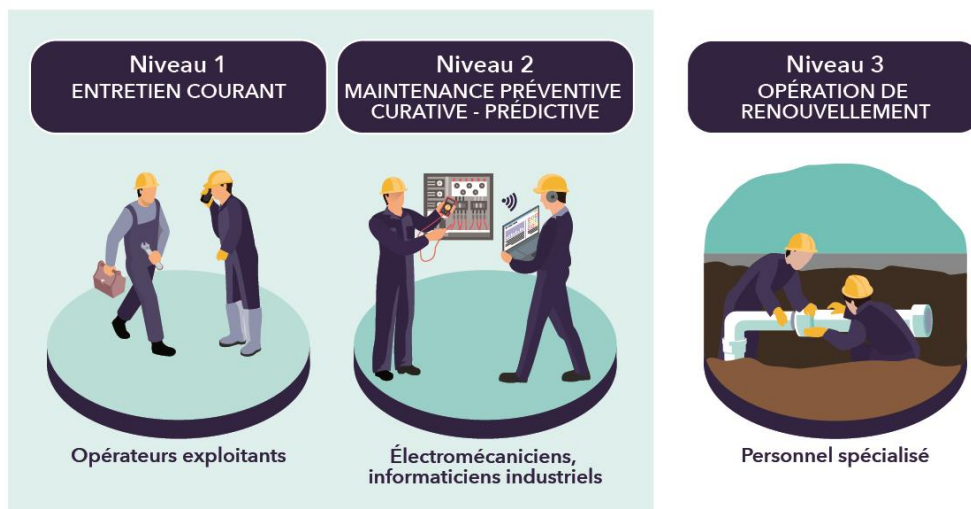 Niveau 1
ENTRETIEN COURANT
Niveau 2
MAINTENANCE PRÉVENTIVE
CURATIVE - PRÉDICTIVE
Niveau 3
OPÉRATION DE
RENOUVELLEMENT
Opérateurs exploitants
Électromécaniciens,
informaticiens industriels
Personnel spécialisé